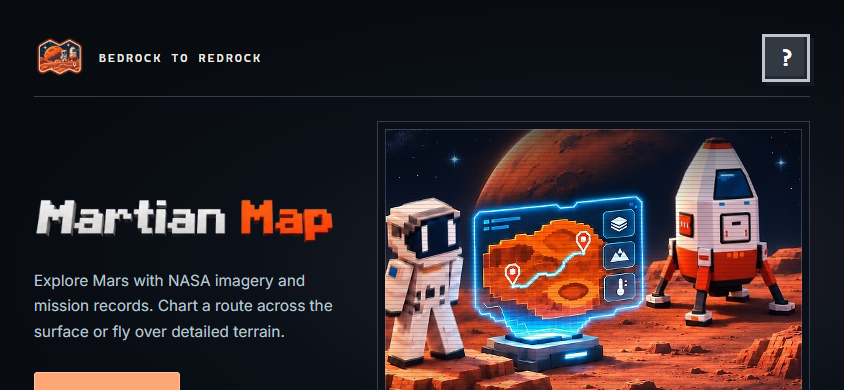 BEDROCK TO REDROCK
?
Martian Map
Explore Mars with NASA imagery and
mission records. Chart a route across the
surface or fly over detailed terrain.